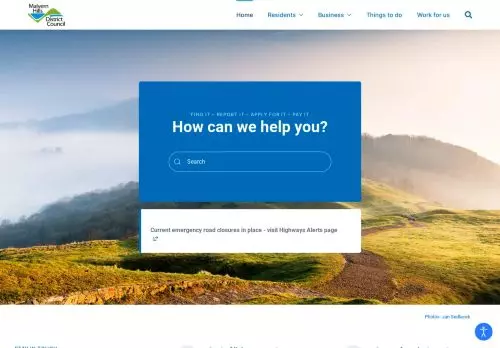 Malvern
Hills
District
Council
Home
Residents
Business
Things to do
Work for us
FIND IT • REPORT IT • APPLY FOR IT • PAY IT
How can we help you?
Search
Current emergency road closures in place - visit Highways Alerts page
Photo: Jan Sedlacek